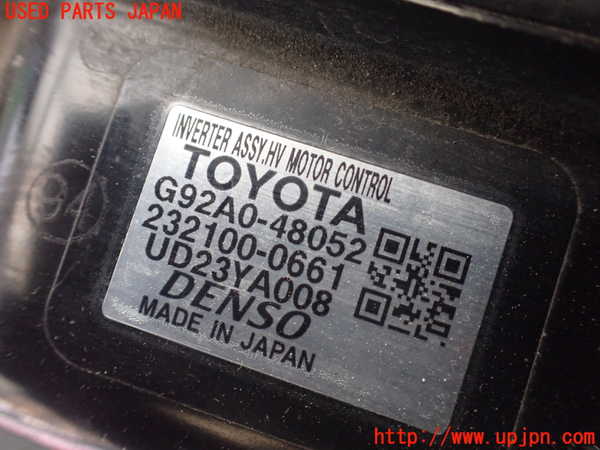 USED PARTS JAPAN
INVERTER ASSY,HV MOTOR CONTROL
TOYOTA
G92A0-48052
232100-0661
UD23YA008
DENSO
MADE IN JAPAN
94
http://www.upjpn.com